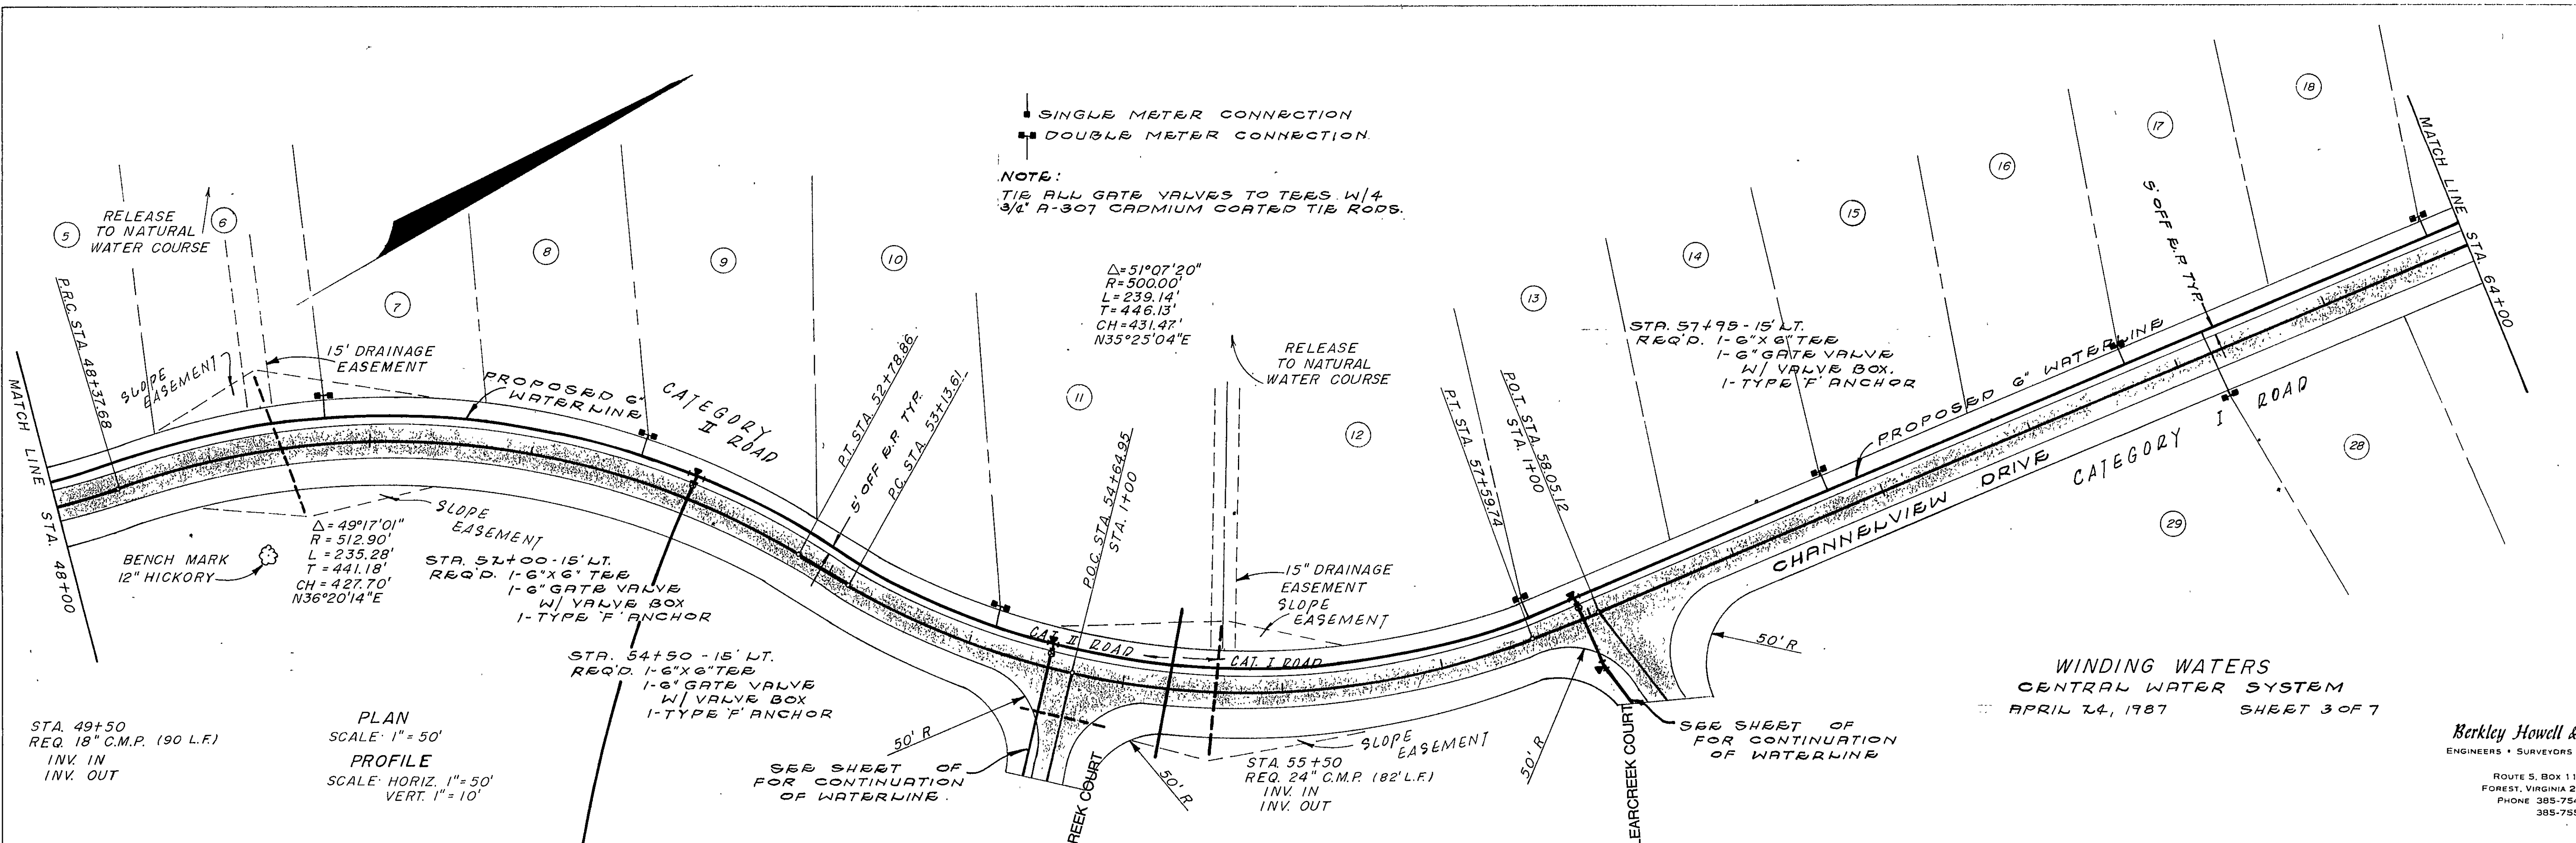 SINGLE METER CONNECTION
DOUBLE METER CONNECTION.
NOTE:
TIE ALL GATE VALVES TO TEES. W/4
3/4" A-307 CADMIUM COATED TIE RODS.
5
RELEASE
TO NATURAL
WATER COURSE
6
7
8
9
10
11
12
13
14
15
16
17
18
28
29
MATCH LINE STA. 48+00
P.R.C. STA. 48+37.68
SLOPE
EASEMENT
15' DRAINAGE
EASEMENT
PROPOSED 6"
WATERLINE
CATEGORY
II ROAD
P.T. STA. 52+78.86
5' OFF E.P. TYP.
P.C. STA. 53+13.61
Δ=51°07'20"
R=500.00'
L=239.14'
T=446.13'
CH=431.47'
N35°25'04"E
RELEASE
TO NATURAL
WATER COURSE
P.O.C. STA. 54+64.95
STA. 1+00
P.T. STA. 57+59.74
P.O.T. STA. 58.05.12
STA. 1+00
STA. 57+95-15' LT.
REQ'D. 1-6"X6" TEE
1-6" GATE VALVE
W/ VALVE BOX.
1-TYPE 'F' ANCHOR
PROPOSED 6" WATERLINE
5' OFF E.P. TYP.
MATCH LINE STA. 64+00
CHANNELVIEW DRIVE
CATEGORY I ROAD
BENCH MARK
12" HICKORY
SLOPE
EASEMENT
Δ=49°17'01"
R=512.90'
L=235.28'
T=441.18'
CH=427.70'
N36°20'14"E
STA. 52+00-15' LT.
REQ'D. 1-6"X6" TEE
1-6" GATE VALVE
W/ VALVE BOX
1-TYPE 'F' ANCHOR
STA. 54+50-15' LT.
REQ'D. 1-6"X6" TEE
1-6" GATE VALVE
W/ VALVE BOX
1-TYPE 'F' ANCHOR
CAT. II ROAD
CAT. I ROAD
15" DRAINAGE
EASEMENT
SLOPE
EASEMENT
50' R
50' R
50' R
50' R
SEE SHEET OF
FOR CONTINUATION
OF WATERLINE.
REEK COURT
STA. 55+50
REQ. 24" C.M.P. (82' L.F.)
INV. IN
INV. OUT
SLOPE
EASEMENT
EARCREEK COURT
SEE SHEET OF
FOR CONTINUATION
OF WATERLINE
STA. 49+50
REQ. 18" C.M.P. (90 L.F.)
INV. IN
INV. OUT
PLAN
SCALE: 1"=50'
PROFILE
SCALE: HORIZ. 1"=50'
VERT. 1"=10'
WINDING WATERS
CENTRAL WATER SYSTEM
APRIL 24, 1987 SHEET 3 OF 7
Berkley Howell &
ENGINEERS • SURVEYORS
ROUTE 5, BOX 11
FOREST, VIRGINIA 2
PHONE 385-754
385-755